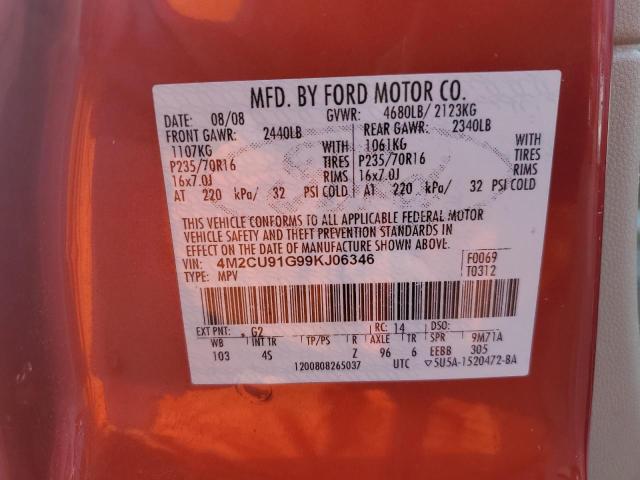 MFD. BY FORD MOTOR CO.
DATE: 08/08 GVWR: 4680LB/ 2123KG
FRONT GAWR: 2440LB REAR GAWR: 2340LB
1107KG WITH 1061KG WITH
P235/70R16 TIRES P235/70R16 TIRES
16x7.0J RIMS 16x7.0J RIMS
AT 220 kPa/ 32 PSI COLD AT 220 kPa/ 32 PSI COLD
THIS VEHICLE CONFORMS TO ALL APPLICABLE FEDERAL MOTOR
VEHICLE SAFETY AND THEFT PREVENTION STANDARDS IN
EFFECT ON THE DATE OF MANUFACTURE SHOWN ABOVE.
VIN: 4M2CU91G99KJ06346 F0069
TYPE: MPV T0312
EXT PNT: G2 RC: 14 DSO:
WB INT TR TP/PS R AXLE TR SPR 9M71A
103 4S Z 96 6 EEBB 305
1200808265037 UTC ▽5U5A-1520472-BA